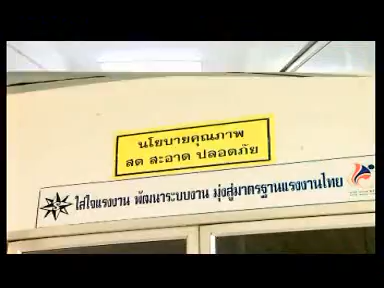 นโยบายคุณภาพ
สด สะอาด ปลอดภัย
ใส่ใจแรงงาน พัฒนาระบบงาน มุ่งสู่มาตรฐานแรงงานไทย